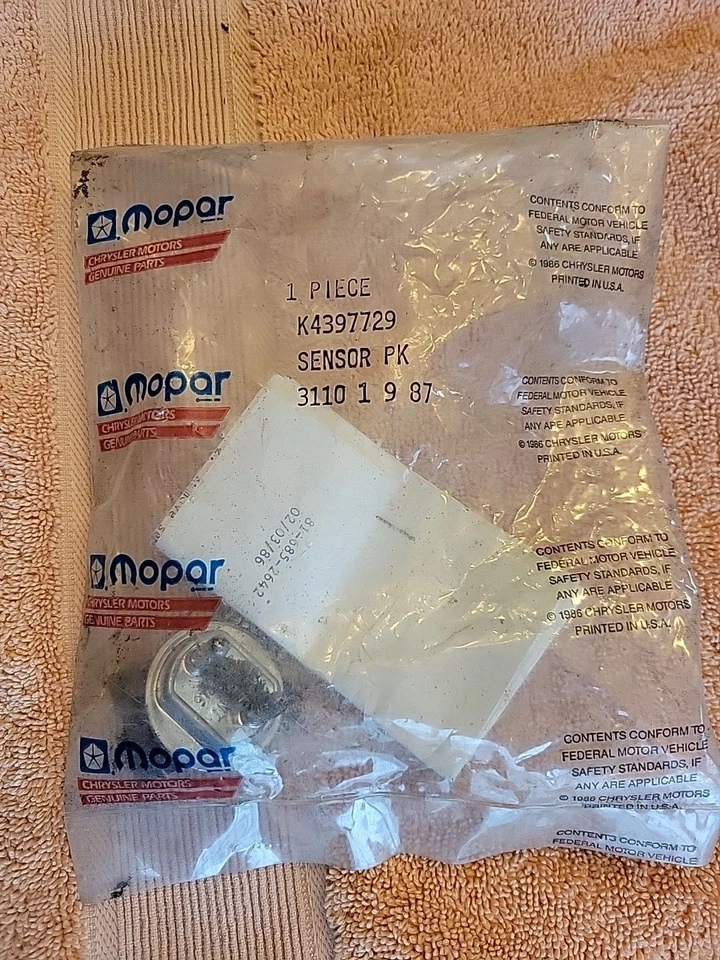 Mopar
CHRYSLER MOTORS
GENUINE PARTS
CONTENTS CONFORM TO
FEDERAL MOTOR VEHICLE
SAFETY STANDARDS, IF
ANY ARE APPLICABLE
© 1986 CHRYSLER MOTORS
PRINTED IN U.S.A.
1 PIECE
K4397729
SENSOR PK
3110 1 9 87
Mopar
CHRYSLER MOTORS
GENUINE PARTS
CONTENTS CONFORM TO
FEDERAL MOTOR VEHICLE
SAFETY STANDARDS, IF
ANY ARE APPLICABLE
© 1986 CHRYSLER MOTORS
PRINTED IN U.S.A.
81-685-2642
02/03/86
Mopar
CHRYSLER MOTORS
GENUINE PARTS
CONTENTS CONFORM TO
FEDERAL MOTOR VEHICLE
SAFETY STANDARDS, IF
ANY ARE APPLICABLE
© 1986 CHRYSLER MOTORS
PRINTED IN U.S.A.
Mopar
CHRYSLER MOTORS
GENUINE PARTS
CONTENTS CONFORM TO
FEDERAL MOTOR VEHICLE
SAFETY STANDARDS, IF
ANY ARE APPLICABLE
© 1986 CHRYSLER MOTORS
PRINTED IN U.S.A.
CONTENTS CONFORM TO
FEDERAL MOTOR VEHICLE